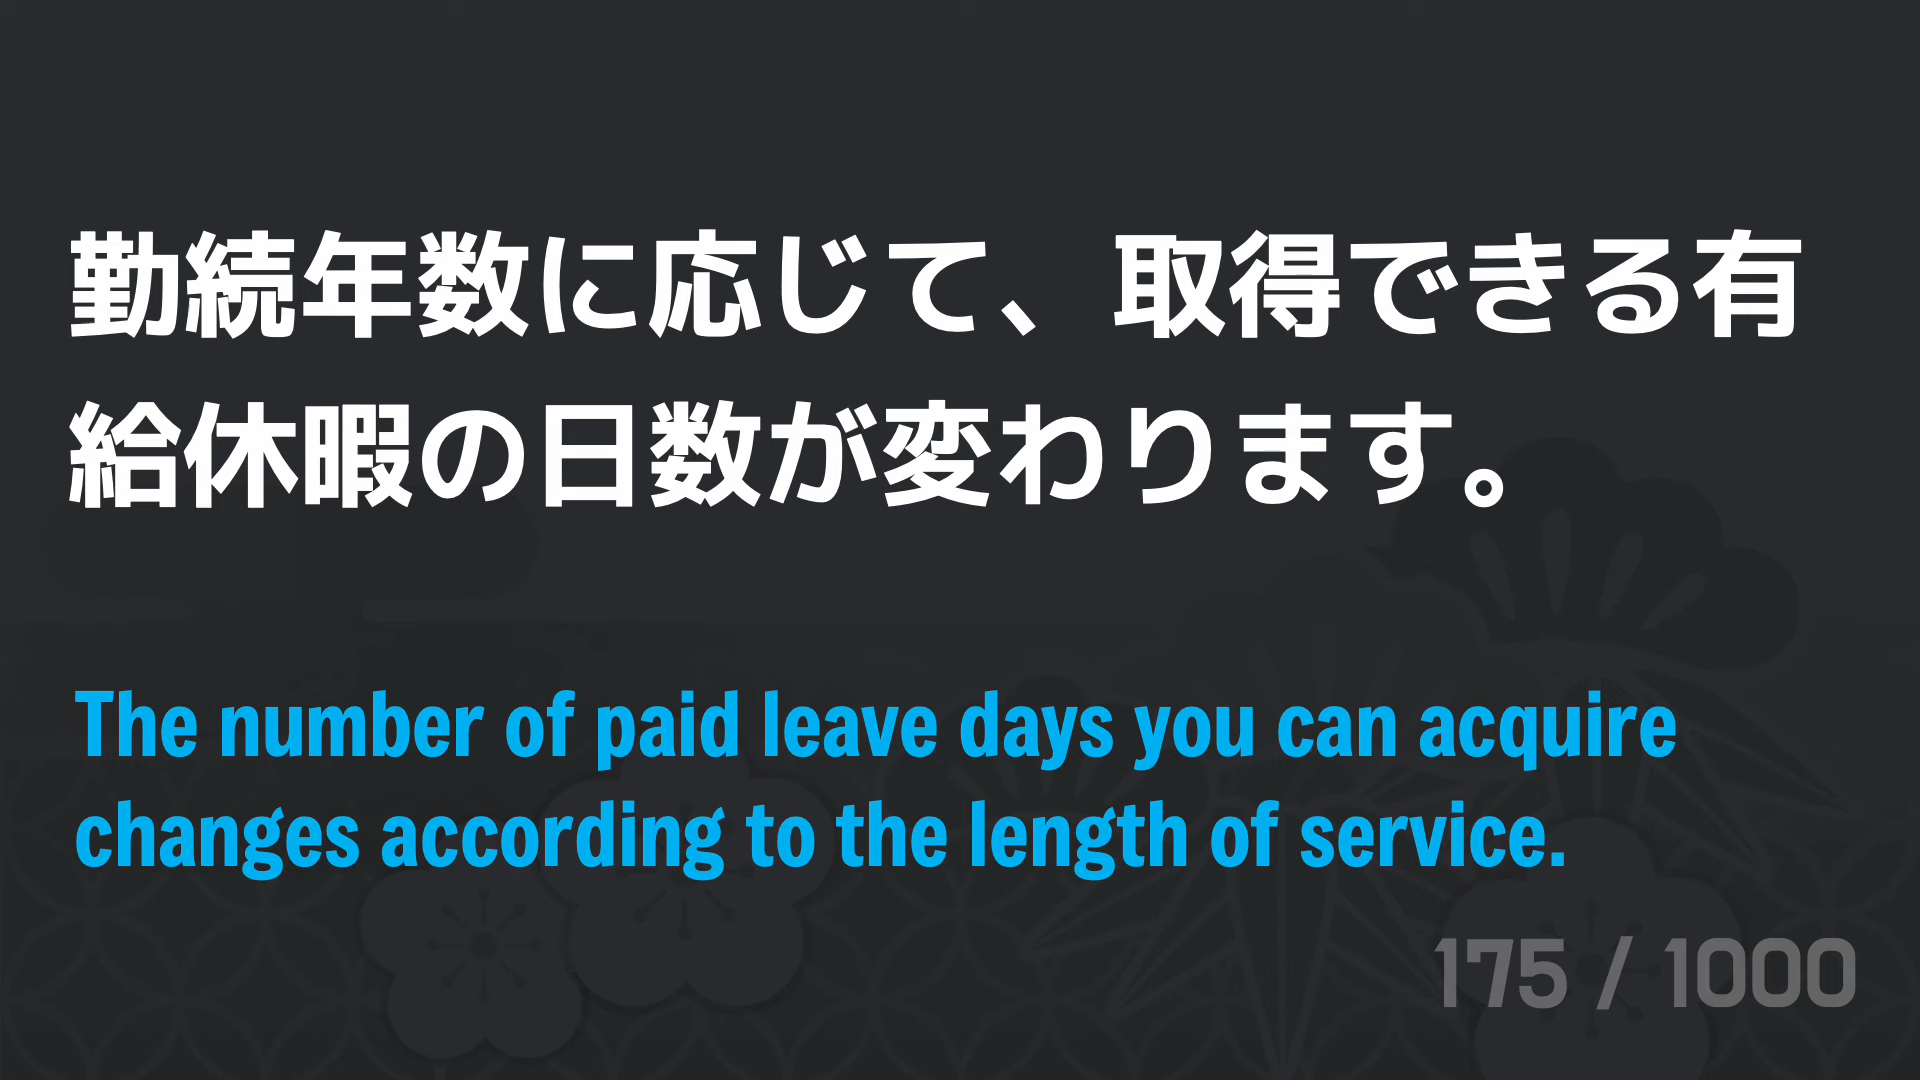 勤続年数に応じて、取得できる有
給休暇の日数が変わります。
The number of paid leave days you can acquire
changes according to the length of service.
175 / 1000